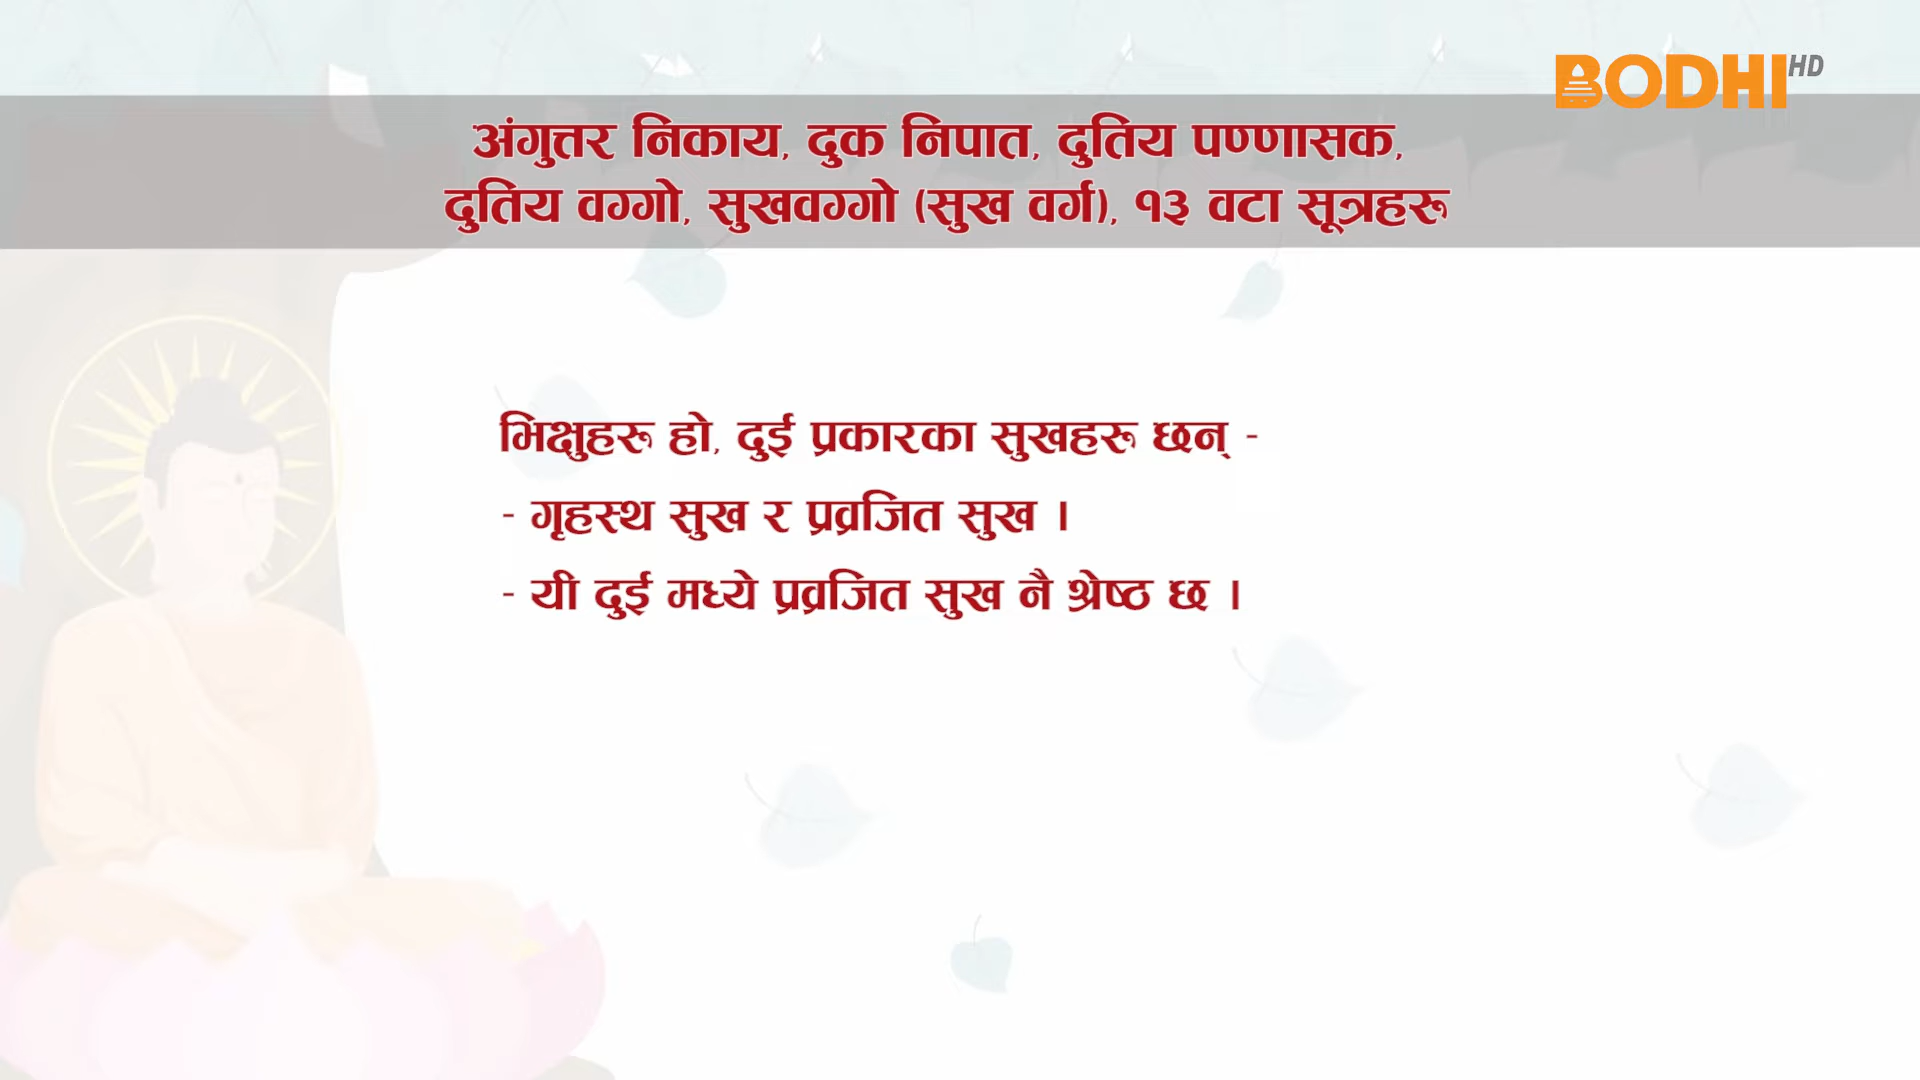 BODHI HD
अंगुत्तर निकाय, दुक निपात, दुतिय पण्णासक,
दुतिय वग्गो, सुखवग्गो (सुख वर्ग), १३ वटा सूत्रहरू
भिक्षुहरू हो, दुई प्रकारका सुखहरू छन् -
- गृहस्थ सुख र प्रव्रजित सुख ।
- यी दुई मध्ये प्रव्रजित सुख नै श्रेष्ठ छ ।